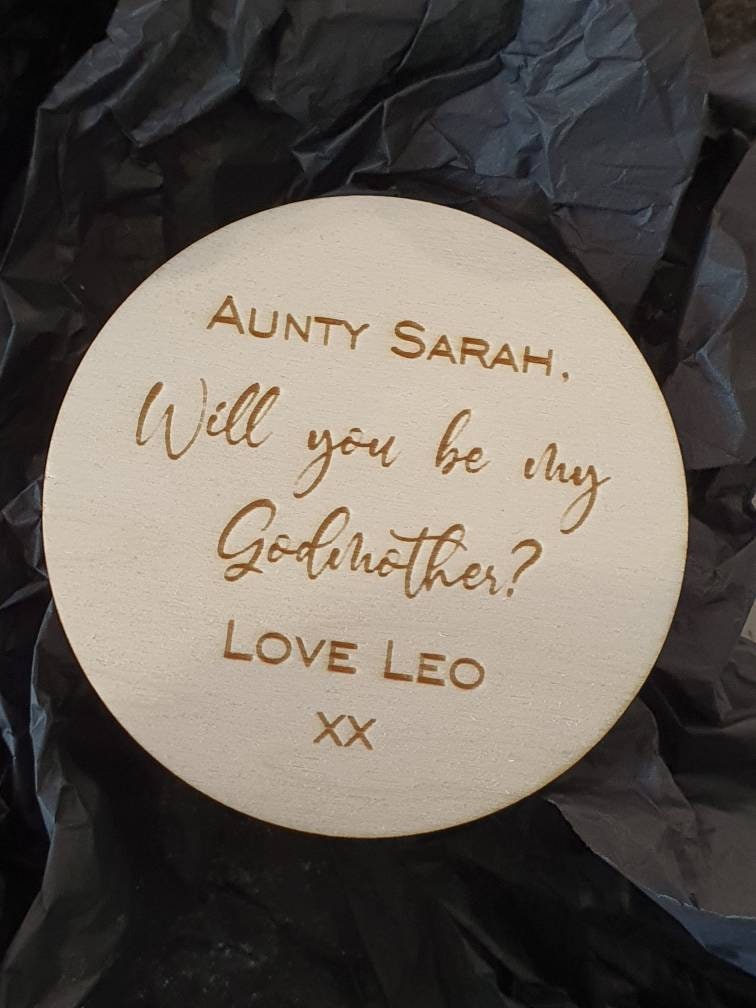 Aunty Sarah,
Will you be my
Godmother?
Love Leo
xx